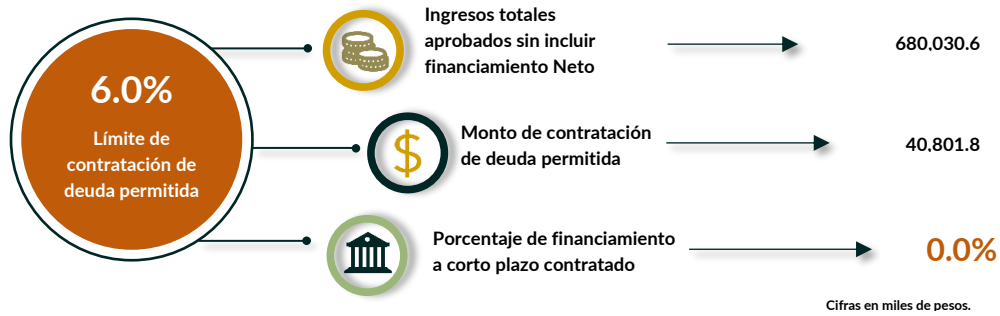 6.0%
Límite de
contratación de
deuda permitida
Ingresos totales
aprobados sin incluir
financiamiento Neto
680,030.6
$
Monto de contratación
de deuda permitida
40,801.8
Porcentaje de financiamiento
a corto plazo contratado
0.0%
Cifras en miles de pesos.